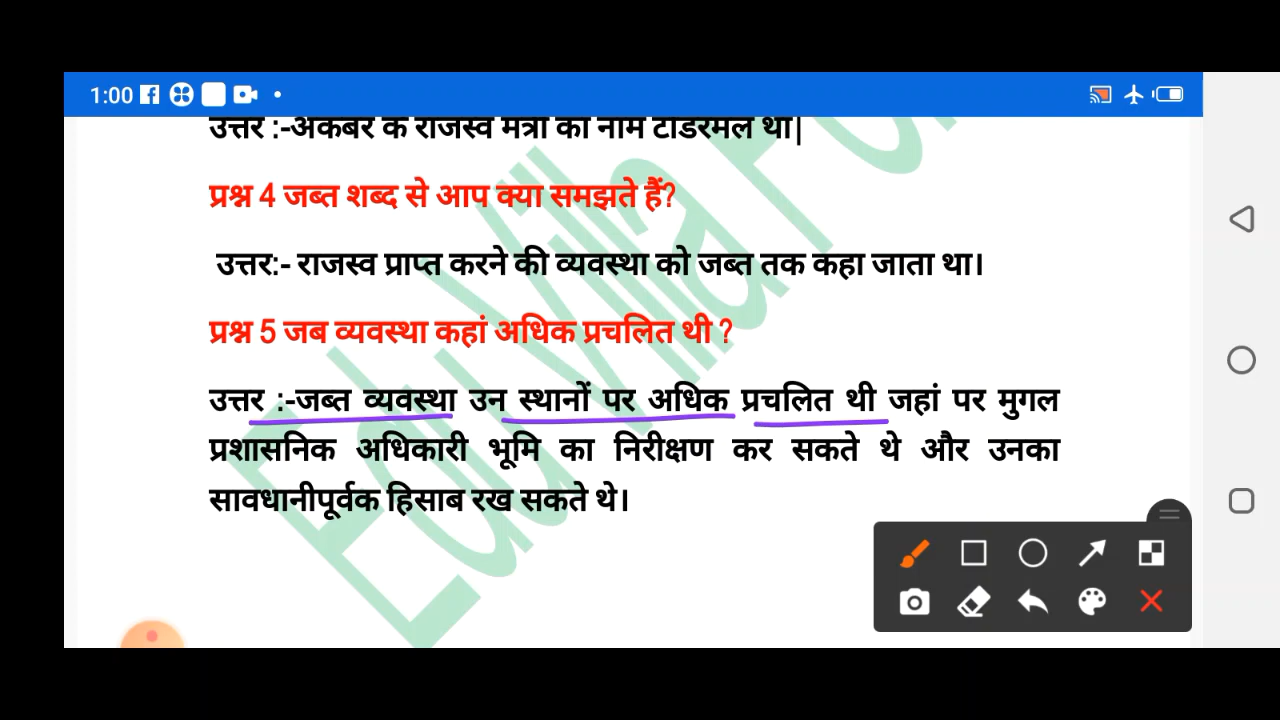 1:00
उत्तर :-अकबर के राजस्व मंत्री का नाम टोडरमल था|
प्रश्न 4 जब्त शब्द से आप क्या समझते हैं?
उत्तर:- राजस्व प्राप्त करने की व्यवस्था को जब्त तक कहा जाता था।
प्रश्न 5 जब व्यवस्था कहां अधिक प्रचलित थी ?
उत्तर :-जब्त व्यवस्था उन स्थानों पर अधिक प्रचलित थी जहां पर मुगल
प्रशासनिक अधिकारी भूमि का निरीक्षण कर सकते थे और उनका
सावधानीपूर्वक हिसाब रख सकते थे।
Edu Villa